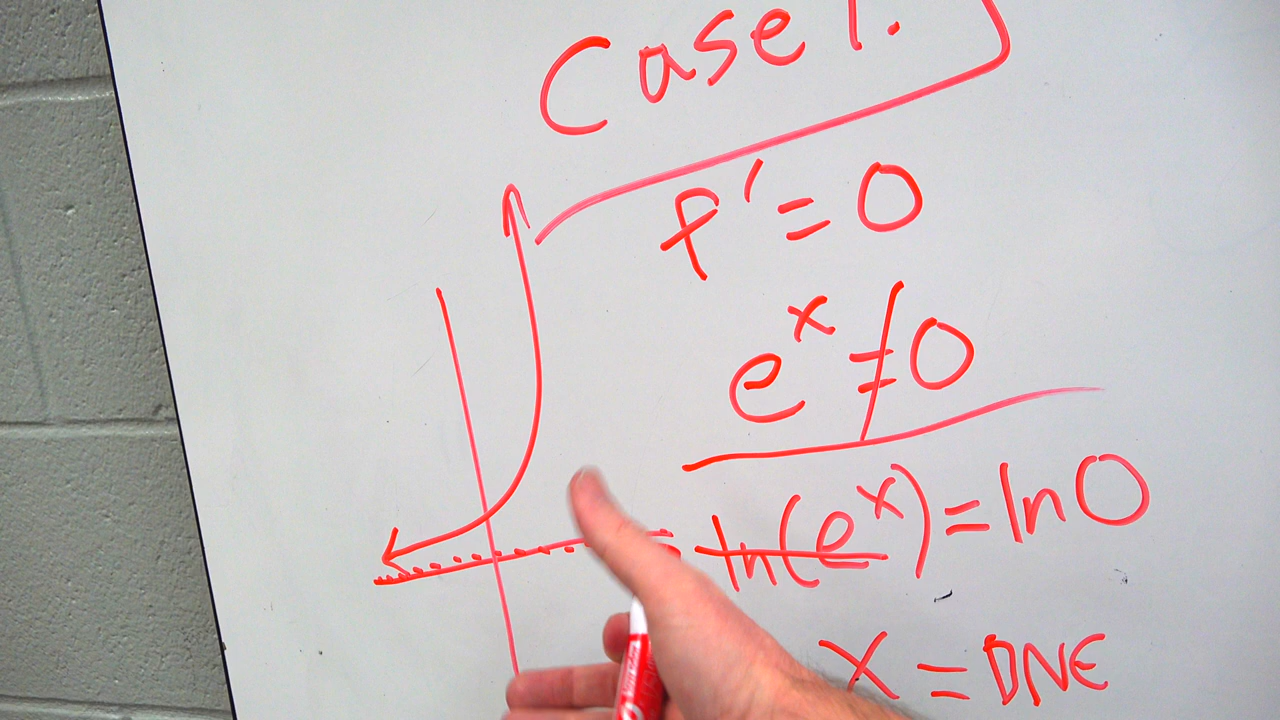 Case 1.
f' = 0
e^x ≠ 0
ln(e^x) = ln 0
x = DNE